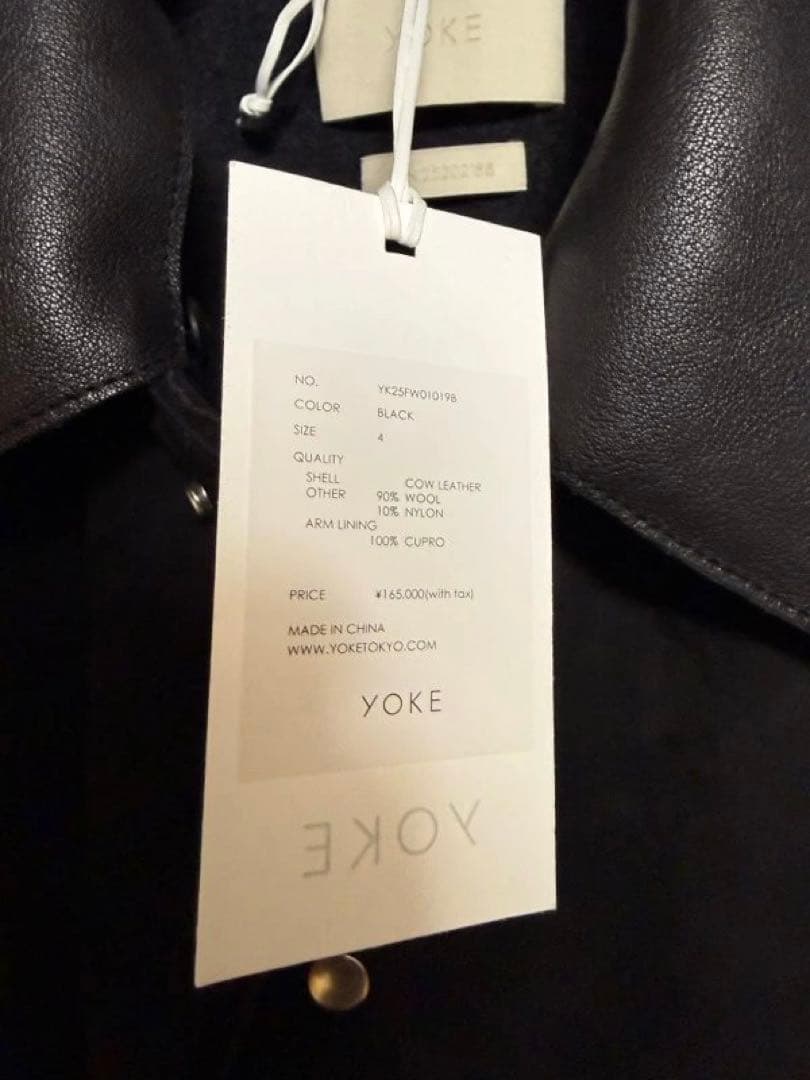 YOKE
NO. YK25FW01019B
COLOR BLACK
SIZE 4
QUALITY
SHELL COW LEATHER
OTHER 90% WOOL
10% NYLON
ARM LINING
100% CUPRO
PRICE ¥165,000(with tax)
MADE IN CHINA
WWW.YOKETOKYO.COM
YOKE
YOKE